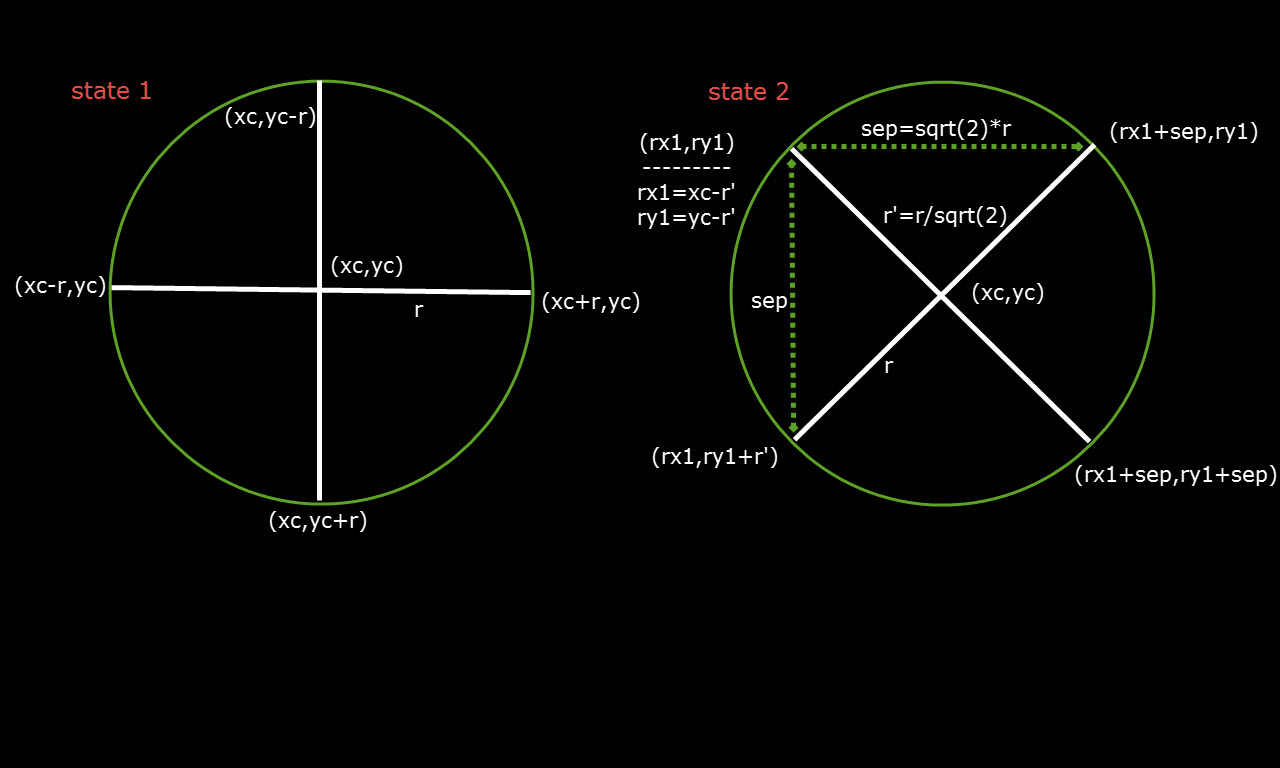 state 1
(xc,yc-r)
(xc,yc)
(xc-r,yc)
r
(xc+r,yc)
(xc,yc+r)
state 2
sep=sqrt(2)*r
(rx1+sep,ry1)
(rx1,ry1)
---------
rx1=xc-r'
ry1=yc-r'
r'=r/sqrt(2)
(xc,yc)
sep
r
(rx1,ry1+r')
(rx1+sep,ry1+sep)